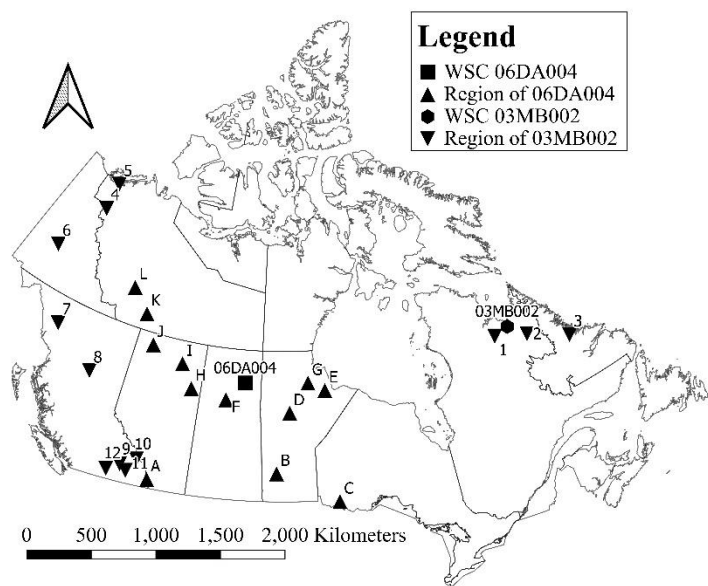 Legend
WSC 06DA004
Region of 06DA004
WSC 03MB002
Region of 03MB002
5
4
6
L
K
7
J
8
I
H
06DA004
F
G
E
D
03MB002
1
2
3
12
9
10
11
A
B
C
0 500 1,000 1,500 2,000 Kilometers